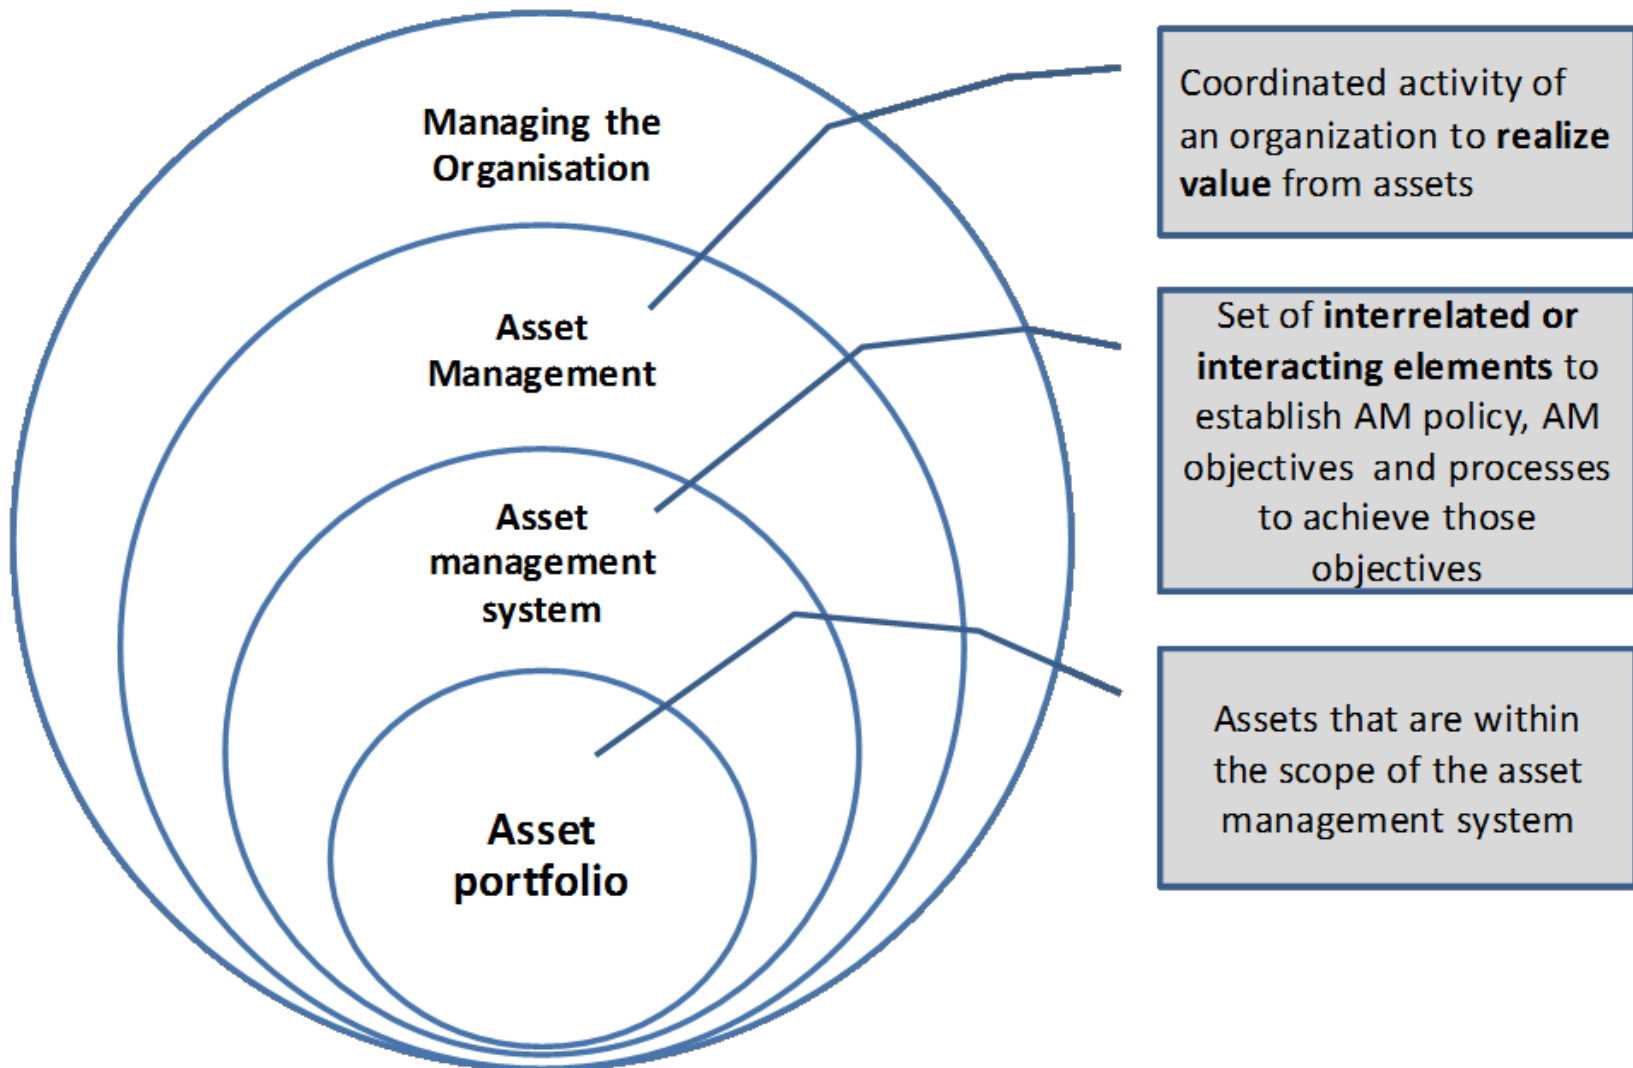 Managing the
Organisation
Asset
Management
Asset
management
system
Asset
portfolio
Coordinated activity of
an organization to realize
value from assets
Set of interrelated or
interacting elements to
establish AM policy, AM
objectives and processes
to achieve those
objectives
Assets that are within
the scope of the asset
management system